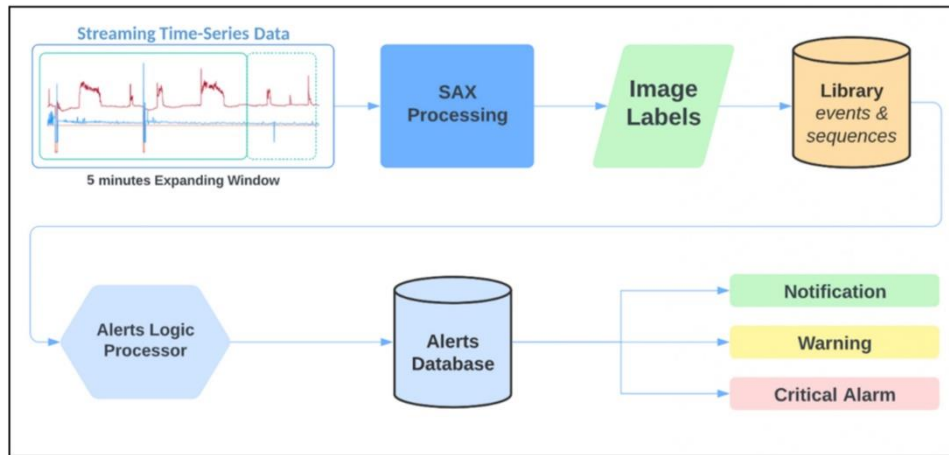 Streaming Time-Series Data
5 minutes Expanding Window
SAX
Processing
Image
Labels
Library
events &
sequences
Alerts Logic
Processor
Alerts
Database
Notification
Warning
Critical Alarm